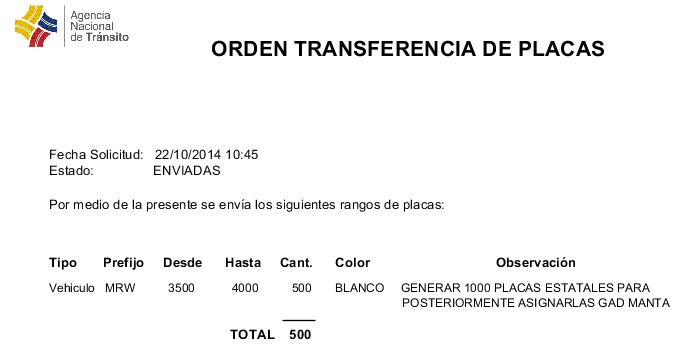 Agencia
Nacional
de Tránsito
ORDEN TRANSFERENCIA DE PLACAS
Fecha Solicitud: 22/10/2014 10:45
Estado: ENVIADAS
Por medio de la presente se envía los siguientes rangos de placas:
Tipo Prefijo Desde Hasta Cant. Color Observación
Vehiculo MRW 3500 4000 500 BLANCO GENERAR 1000 PLACAS ESTATALES PARA
POSTERIORMENTE ASIGNARLAS GAD MANTA
TOTAL 500